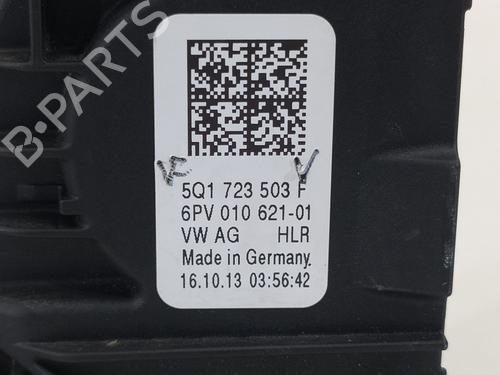 B-PARTS
5Q1 723 503 F
6PV 010 621-01
VW AG HLR
Made in Germany
16.10.13 03:56:42